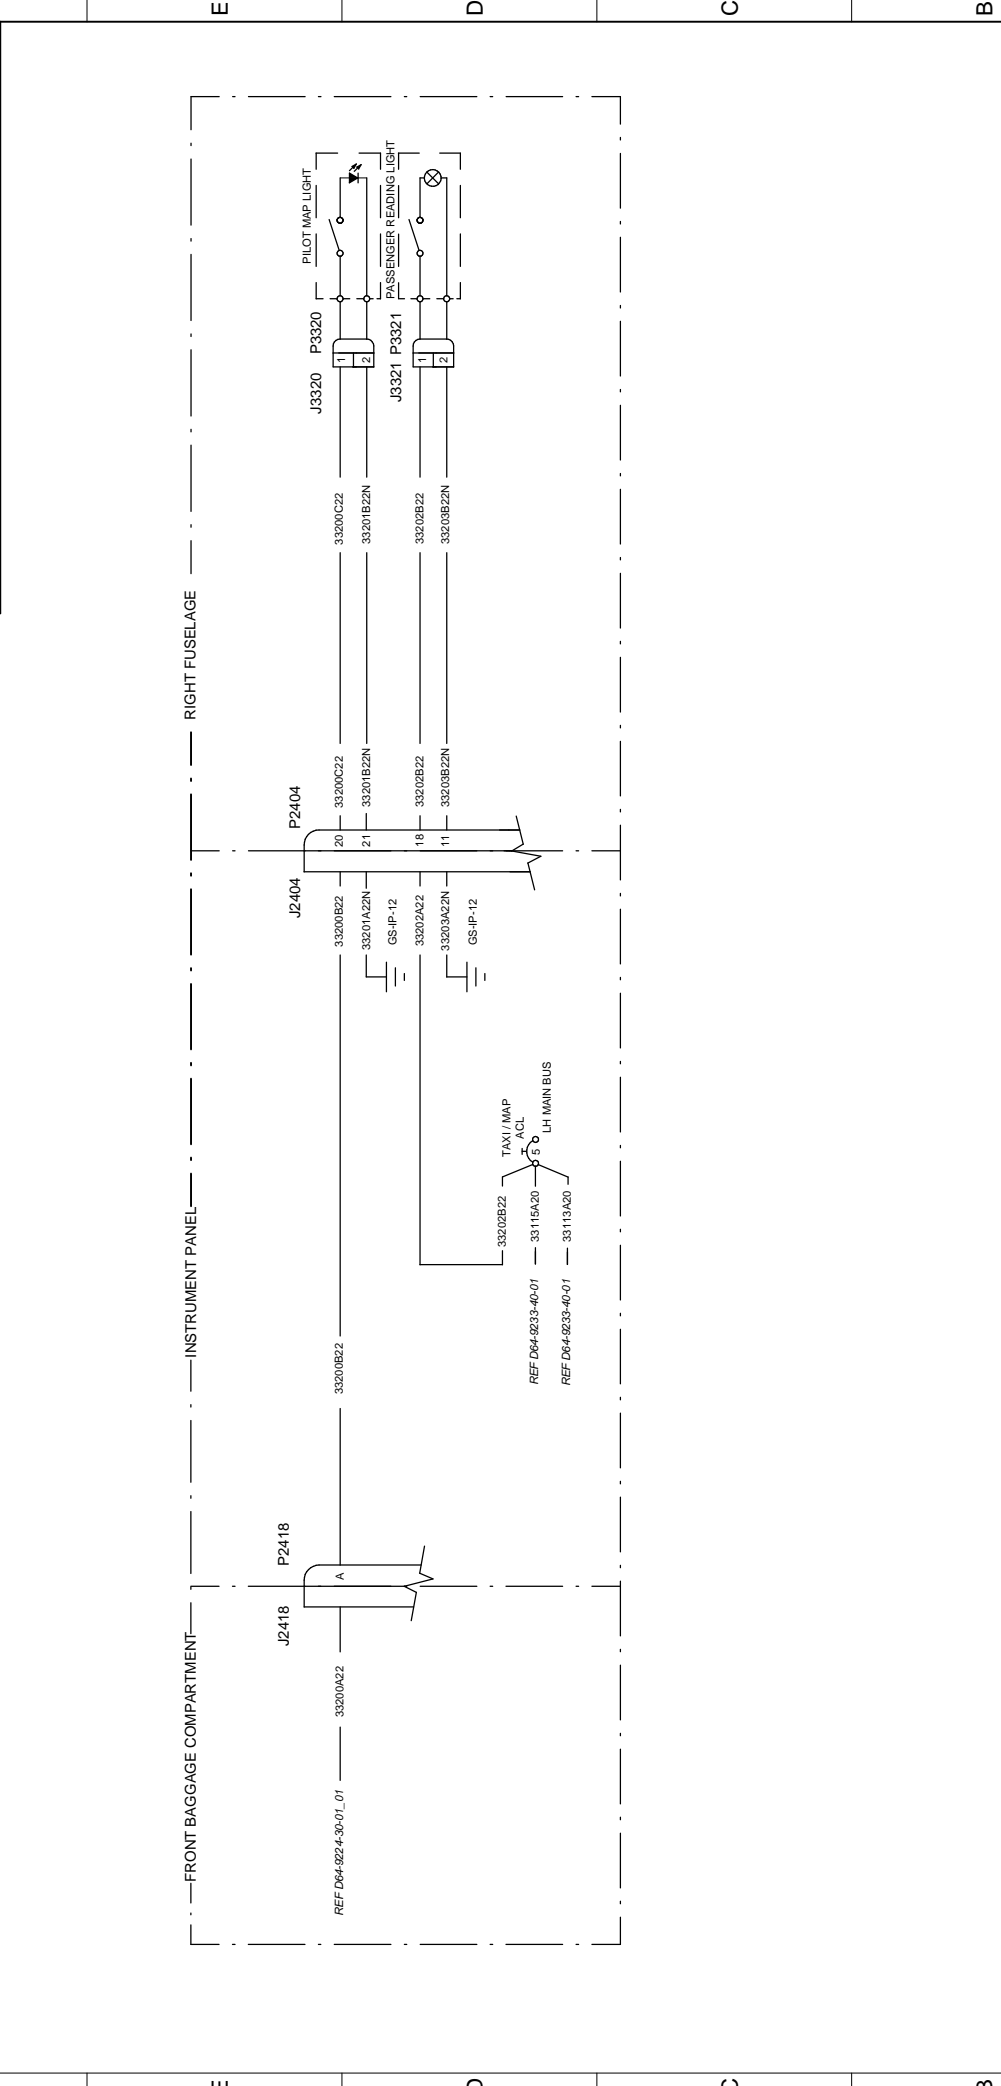 E
D
C
B
FRONT BAGGAGE COMPARTMENT
INSTRUMENT PANEL
RIGHT FUSELAGE
J2418
P2418
A
REF D64-9224-30-01_01
33200A22
33200B22
33200B22
J2404
P2404
20
21
18
11
33200C22
33200C22
33201A22N
33201B22N
33201B22N
GS-IP-12
33202A22
33202B22
33202B22
33203A22N
33203B22N
33203B22N
GS-IP-12
J3320
P3320
1
2
PILOT MAP LIGHT
J3321
P3321
1
2
PASSENGER READING LIGHT
33202B22
TAXI / MAP
ACL
5
LH MAIN BUS
REF D64-9233-40-01
33115A20
REF D64-9233-40-01
33113A20
E
D
C
B